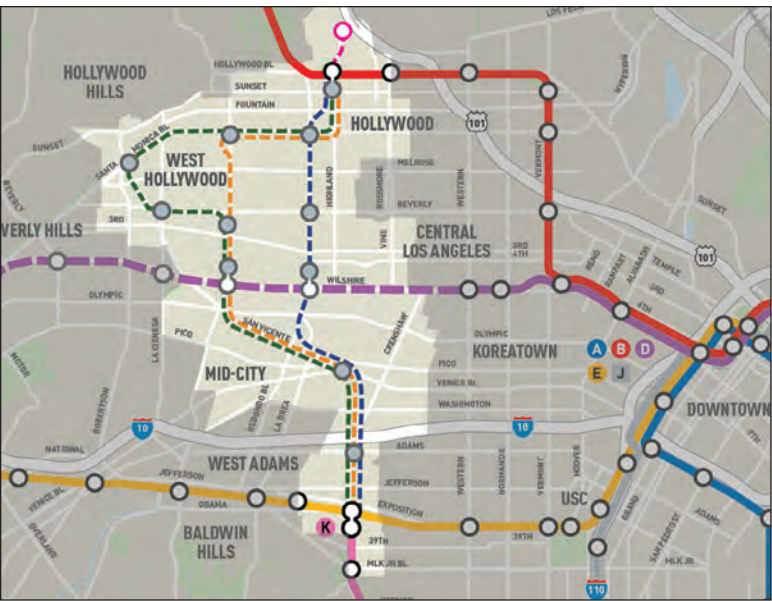 LOS FELIZ
HOLLYWOOD BL
HOLLYWOOD
HILLS
SUNSET
FOUNTAIN
HYPERION
HOLLYWOOD
101
SUNSET
SANTA MONICA BL
WEST
HOLLYWOOD
MELROSE
VERMONT
HIGHLAND
ROSSMORE
WESTERN
BEVERLY
BEVERLY
SUNSET
3RD
VERLY HILLS
CENTRAL
LOS ANGELES
VINE
3RD
4TH
RENO
RAMPART
ALVARADO
TEMPLE
3RD
6TH
101
WILSHIRE
OLYMPIC
LA CIENEGA
PICO
SAN VICENTE
CRENSHAW
OLYMPIC
KOREATOWN
A B D
E J
MID-CITY
PICO
VENICE BL
WASHINGTON
MOTOR
ROBERTSON
REDONDO BL
LA BREA
DOWNTOWN
10
10
7TH
NATIONAL
WEST ADAMS
ADAMS
JEFFERSON
JEFFERSON
WESTERN
NORMANDIE
VERMONT
HOOVER
VENICE BL
OBAMA
EXPOSITION
USC
GRAND
SAN PEDRO ST
ADAMS
OVERLAND
BALDWIN
HILLS
K
39TH
39TH
MLK JR BL
MLK JR
110